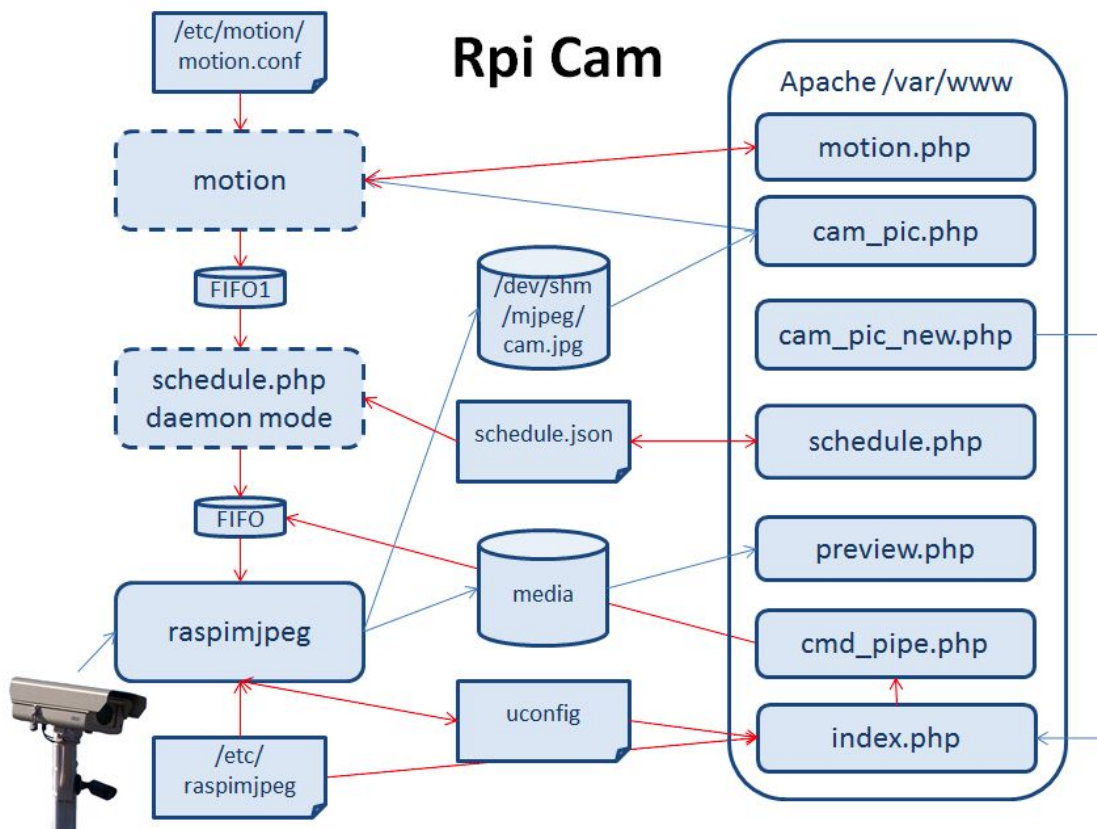 /etc/motion/
motion.conf
Rpi Cam
Apache /var/www
motion
motion.php
cam_pic.php
FIFO1
/dev/shm
/mjpeg/
cam.jpg
cam_pic_new.php
schedule.php
daemon mode
schedule.json
schedule.php
FIFO
preview.php
media
raspimjpeg
cmd_pipe.php
uconfig
index.php
/etc/
raspimjpeg